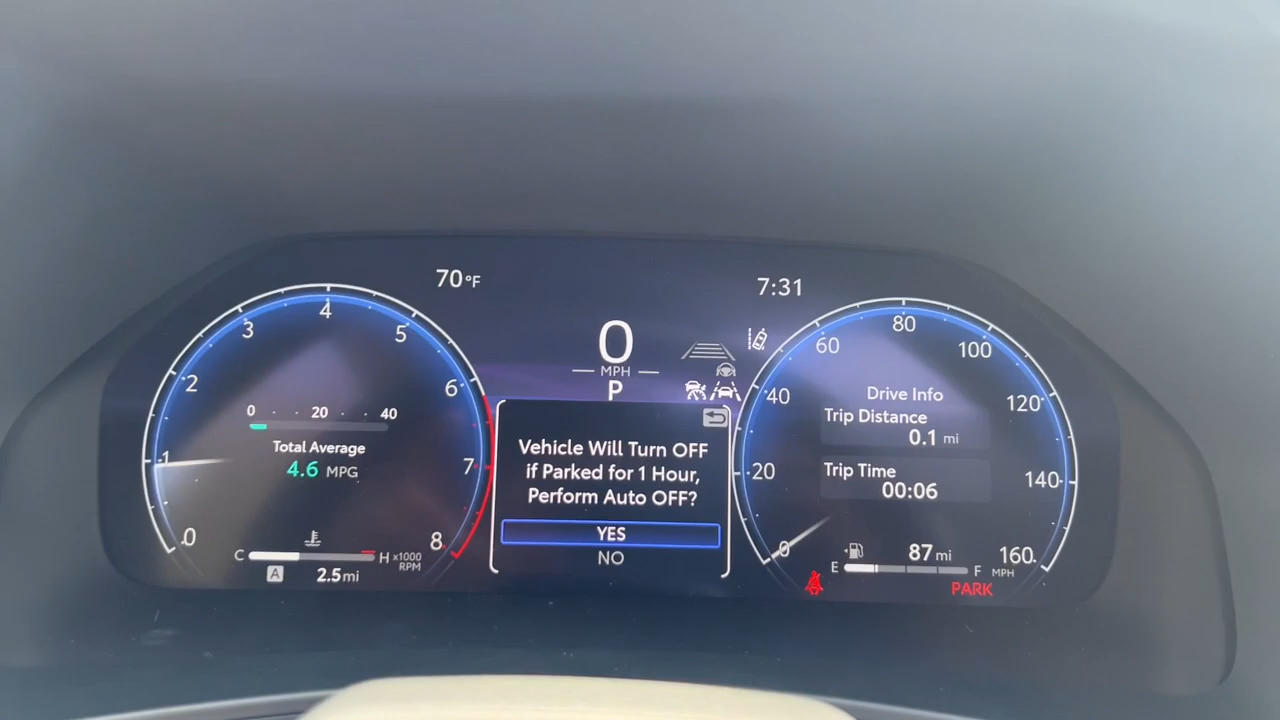 70°F
7:31
0
MPH
P
0 1 2 3 4 5 6 7 8
x1000
RPM
0 20 40
Total Average
4.6 MPG
C H
A 2.5 mi
Vehicle Will Turn OFF
if Parked for 1 Hour,
Perform Auto OFF?
YES
NO
0 20 40 60 80 100 120 140 160
MPH
Drive Info
Trip Distance
0.1 mi
Trip Time
00:06
87 mi
E F
PARK